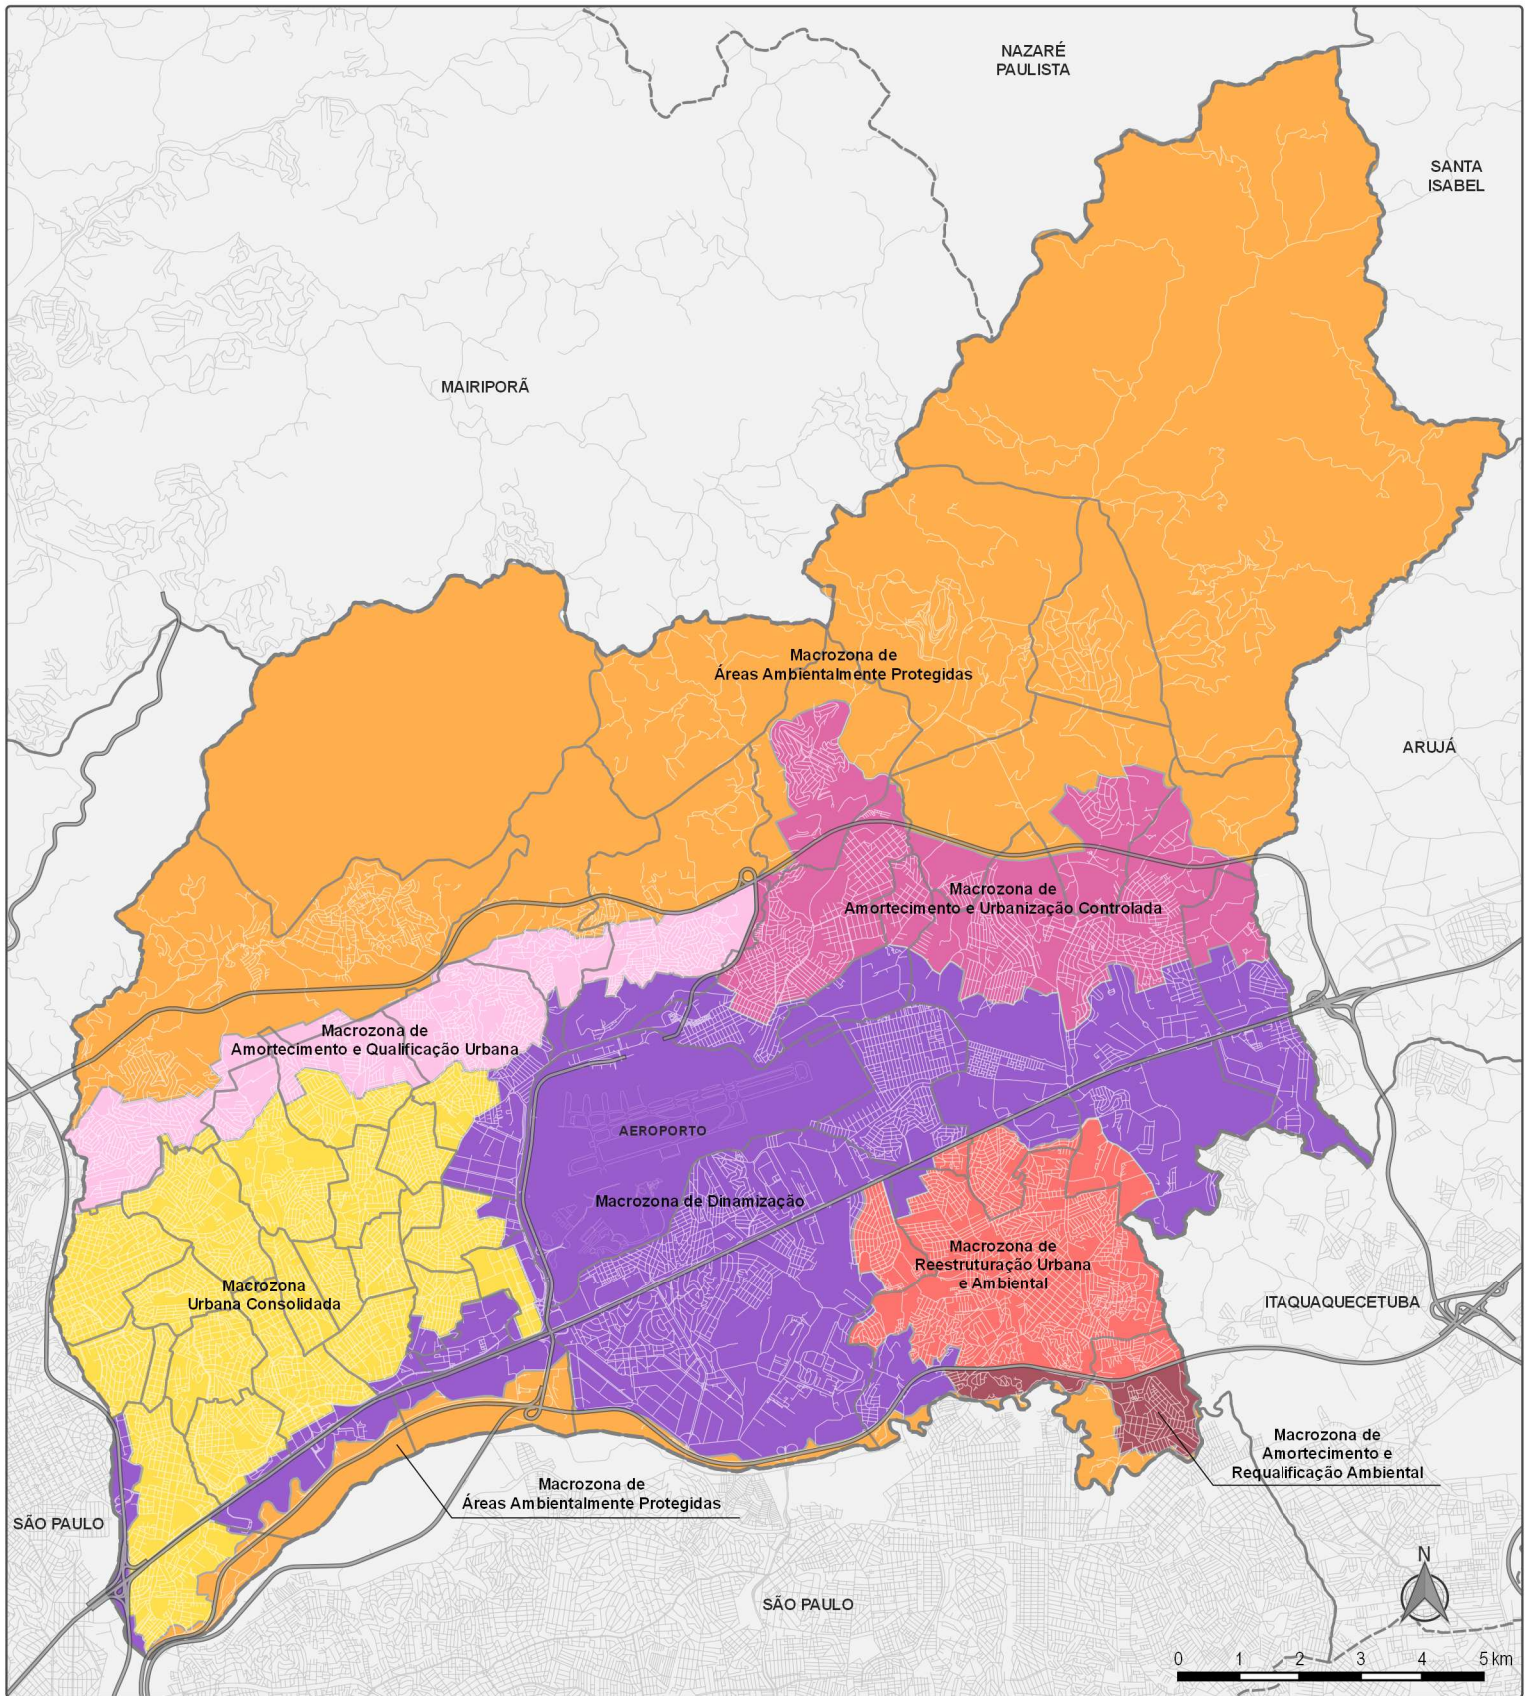 NAZARÉ
PAULISTA
SANTA
ISABEL
MAIRIPORÃ
Macrozona de
Áreas Ambientalmente Protegidas
ARUJÁ
Macrozona de
Amortecimento e Urbanização Controlada
Macrozona de
Amortecimento e Qualificação Urbana
AEROPORTO
Macrozona de Dinamização
Macrozona de
Reestruturação Urbana
e Ambiental
Macrozona
Urbana Consolidada
ITAQUAQUECETUBA
Macrozona de
Amortecimento e
Requalificação Ambiental
Macrozona de
Áreas Ambientalmente Protegidas
SÃO PAULO
SÃO PAULO
N
0 1 2 3 4 5 km